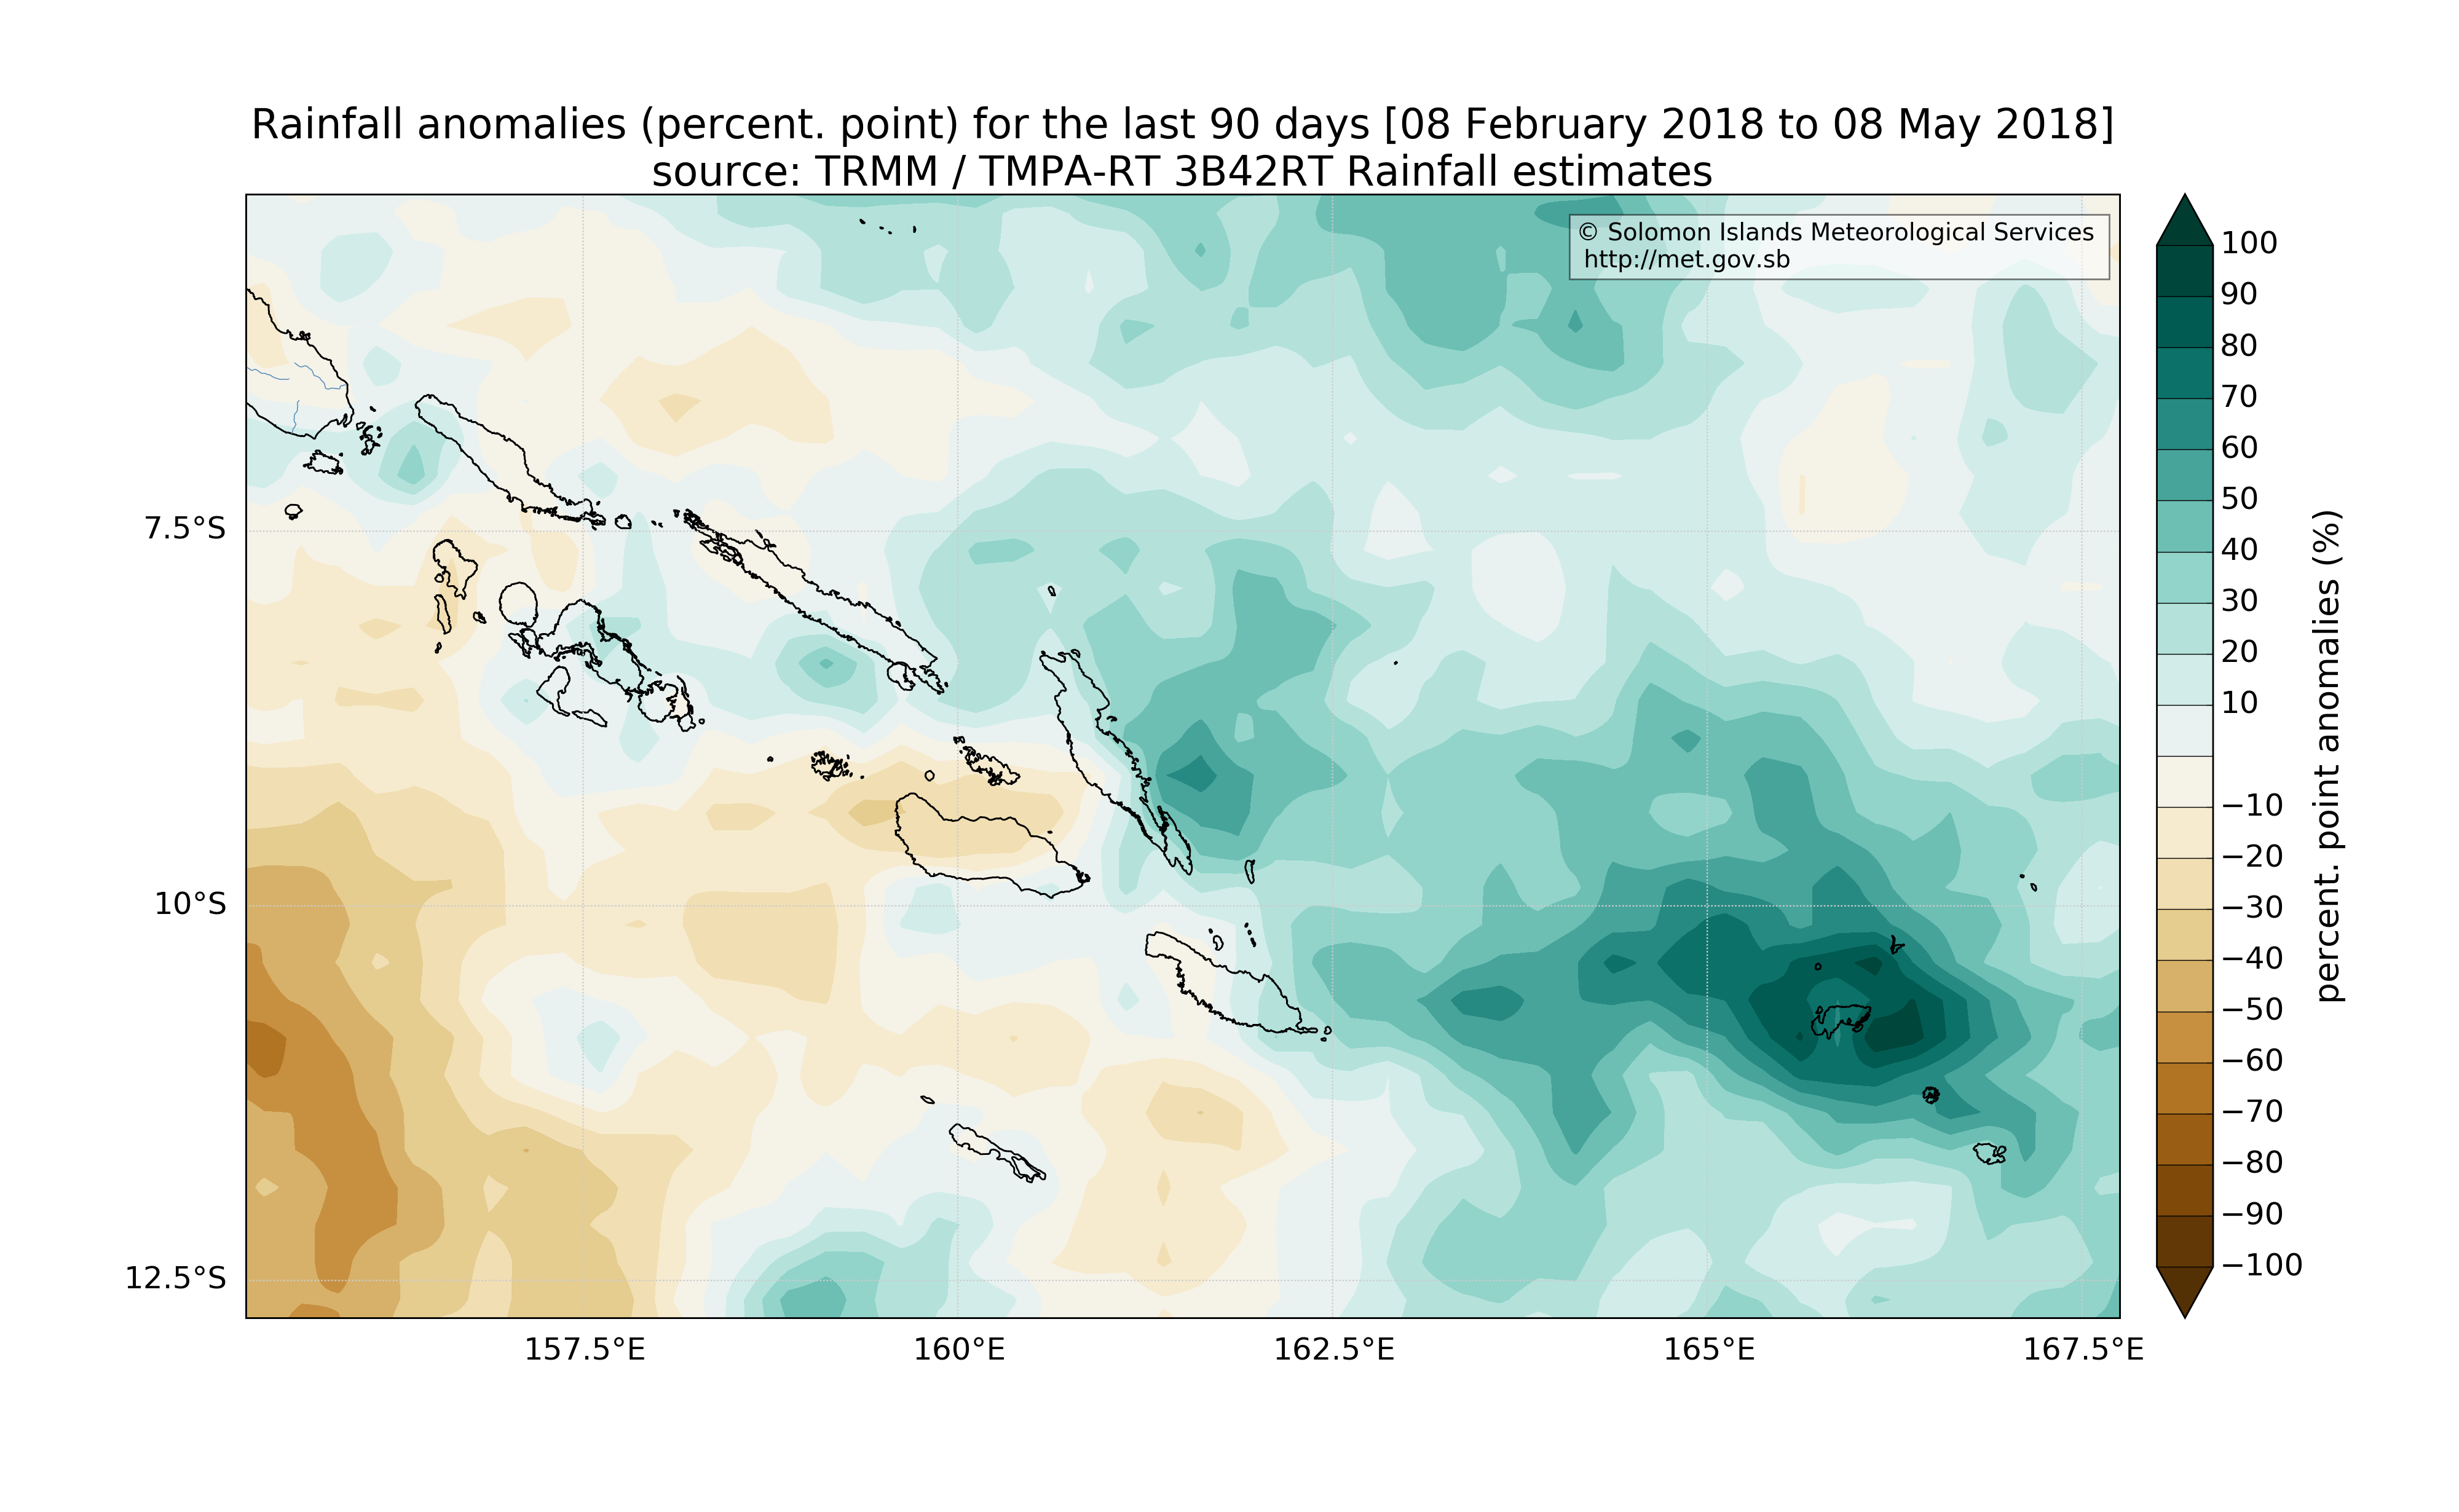 Rainfall anomalies (percent. point) for the last 90 days [08 February 2018 to 08 May 2018]
source: TRMM / TMPA-RT 3B42RT Rainfall estimates
© Solomon Islands Meteorological Services
http://met.gov.sb
7.5°S
10°S
12.5°S
157.5°E
160°E
162.5°E
165°E
167.5°E
100
90
80
70
60
50
40
30
20
10
−10
−20
−30
−40
−50
−60
−70
−80
−90
−100
percent. point anomalies (%)